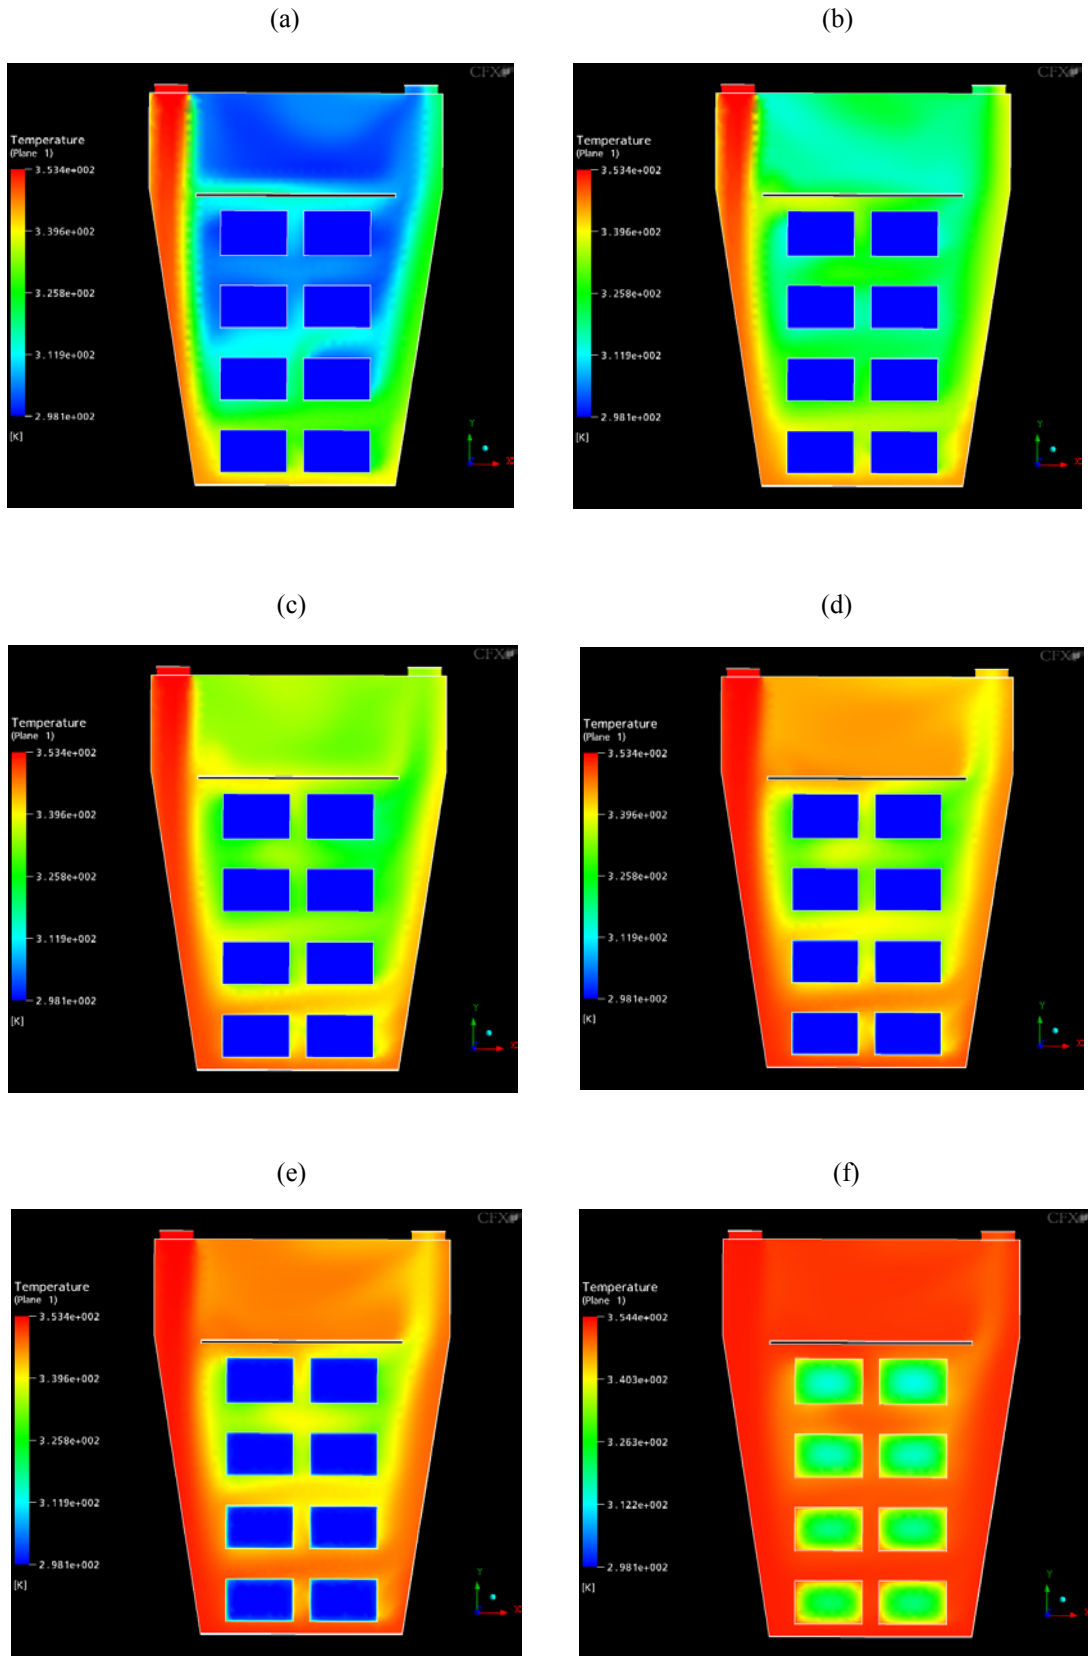 (a)
(b)
CFX
Temperature
(Plane 1)
3.534e+002
3.396e+002
3.258e+002
3.119e+002
2.981e+002
[K]
Y
X
CFX
Temperature
(Plane 1)
3.534e+002
3.396e+002
3.258e+002
3.119e+002
2.981e+002
[K]
Y
X
(c)
(d)
CFX
Temperature
(Plane 1)
3.534e+002
3.396e+002
3.258e+002
3.119e+002
2.981e+002
[K]
Y
X
CFX
Temperature
(Plane 1)
3.534e+002
3.396e+002
3.258e+002
3.119e+002
2.981e+002
[K]
Y
X
(e)
(f)
CFX
Temperature
(Plane 1)
3.534e+002
3.396e+002
3.258e+002
3.119e+002
2.981e+002
[K]
Y
X
CFX
Temperature
(Plane 1)
3.544e+002
3.403e+002
3.263e+002
3.122e+002
2.981e+002
[K]
Y
X